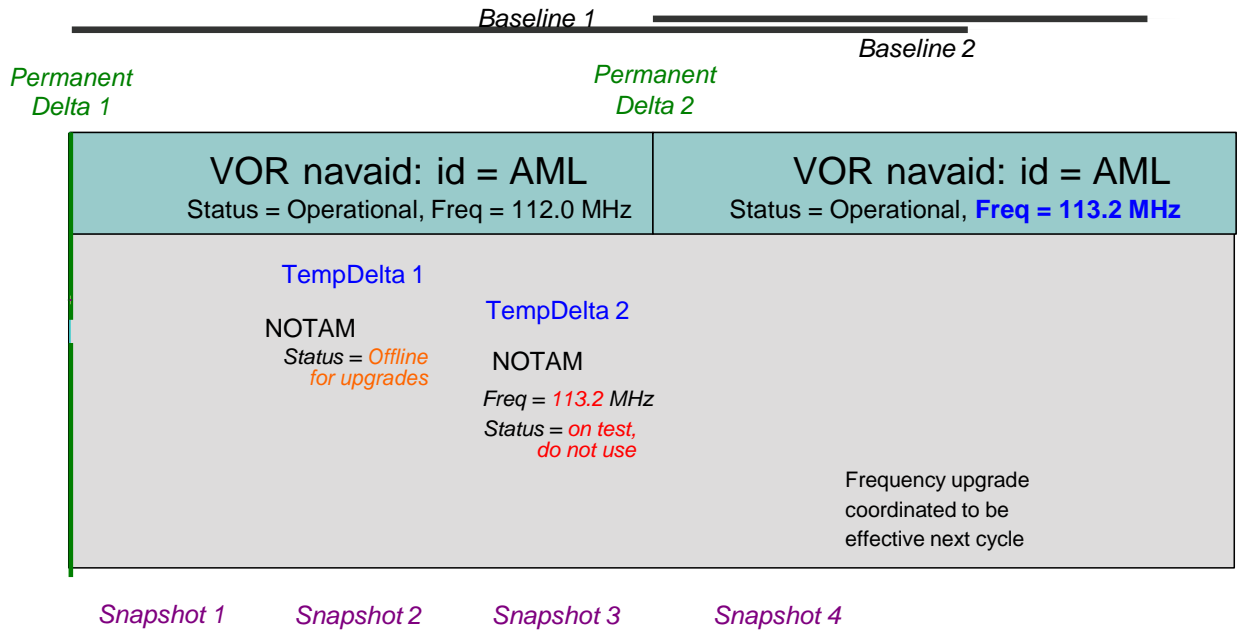 Baseline 1
Baseline 2
Permanent
Delta 1
Permanent
Delta 2
VOR navaid: id = AML
Status = Operational, Freq = 112.0 MHz
VOR navaid: id = AML
Status = Operational, Freq = 113.2 MHz
TempDelta 1
NOTAM
Status = Offline
for upgrades
TempDelta 2
NOTAM
Freq = 113.2 MHz
Status = on test,
do not use
Frequency upgrade
coordinated to be
effective next cycle
Snapshot 1
Snapshot 2
Snapshot 3
Snapshot 4